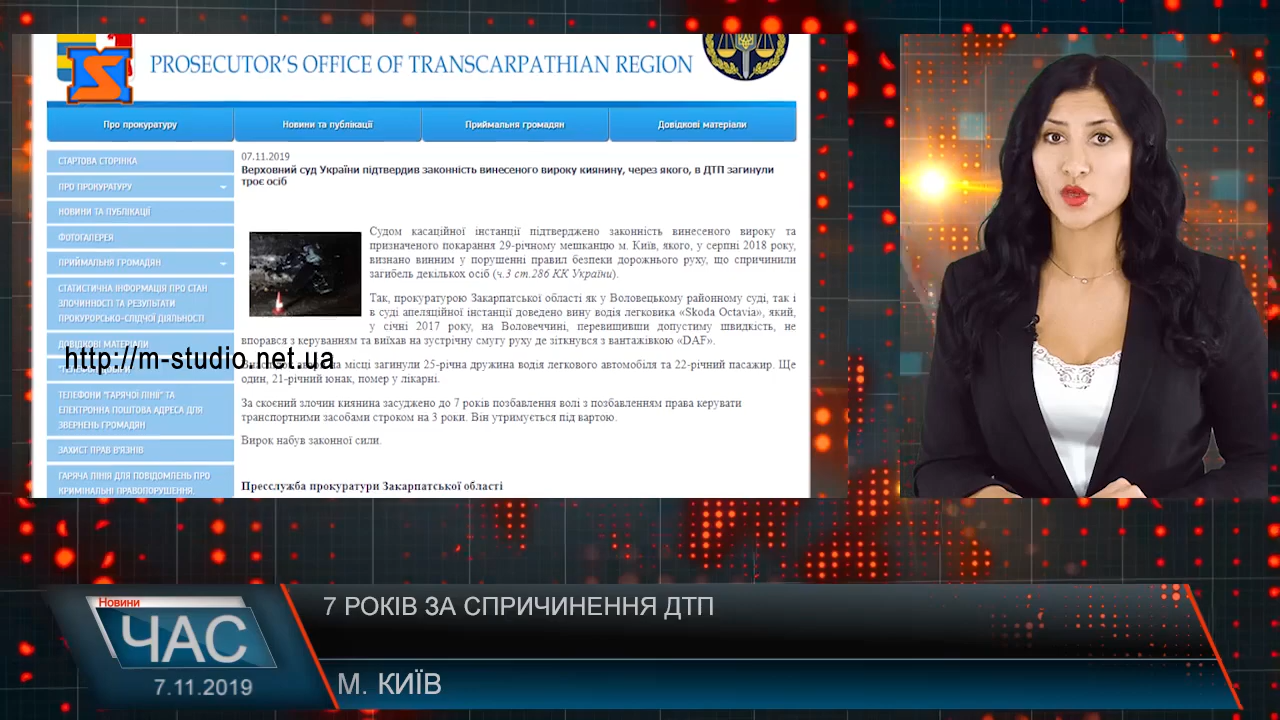 PROSECUTOR'S OFFICE OF TRANSCARPATHIAN REGION
Про прокуратуру
Новини та публікації
Приймальня громадян
Довідкові матеріали
СТАРТОВА СТОРІНКА
ПРО ПРОКУРАТУРУ
НОВИНИ ТА ПУБЛІКАЦІЇ
ФОТОГАЛЕРЕЯ
ПРИЙМАЛЬНЯ ГРОМАДЯН
СТАТИСТИЧНА ІНФОРМАЦІЯ ПРО СТАН
ЗЛОЧИННОСТІ ТА РЕЗУЛЬТАТИ
ПРОКУРОРСЬКО-СЛІДЧОЇ ДІЯЛЬНОСТІ
ДОВІДКОВІ МАТЕРІАЛИ
http://m-studio.net.ua
ТЕЛЕФОНИ "ГАРЯЧОЇ ЛІНІЇ" ТА
ЕЛЕКТРОННА ПОШТОВА АДРЕСА ДЛЯ
ЗВЕРНЕНЬ ГРОМАДЯН
ЗАХИСТ ПРАВ В'ЯЗНІВ
ГАРЯЧА ЛІНІЯ ДЛЯ ПОВІДОМЛЕНЬ ПРО
КРИМІНАЛЬНІ ПРАВОПОРУШЕННЯ,
07.11.2019
Верховний суд України підтвердив законність винесеного вироку киянину, через якого, в ДТП загинули
троє осіб
Судом касаційної інстанції підтверджено законність винесеного вироку та
призначеного покарання 29-річному мешканцю м. Київ, якого, у серпні 2018 року,
визнано винним у порушенні правил безпеки дорожнього руху, що спричинили
загибель декількох осіб (ч.3 ст.286 КК України).
Так, прокуратурою Закарпатської області як у Воловецькому районному суді, так і
в суді апеляційної інстанції доведено вину водія легковика «Skoda Octavia», який,
у січні 2017 року, на Воловеччині, перевищивши допустиму швидкість, не
впорався з керуванням та виїхав на зустрічну смугу руху де зіткнувся з вантажівкою «DAF».
на місці загинули 25-річна дружина водія легкового автомобіля та 22-річний пасажир. Ще
один, 21-річний юнак, помер у лікарні.
За скоєний злочин киянина засуджено до 7 років позбавлення волі з позбавленням права керувати
транспортними засобами строком на 3 роки. Він утримується під вартою.
Вирок набув законної сили.
Пресслужба прокуратури Закарпатської області
7 РОКІВ ЗА СПРИЧИНЕННЯ ДТП
Новини
ЧАС
7.11.2019
М. КИЇВ